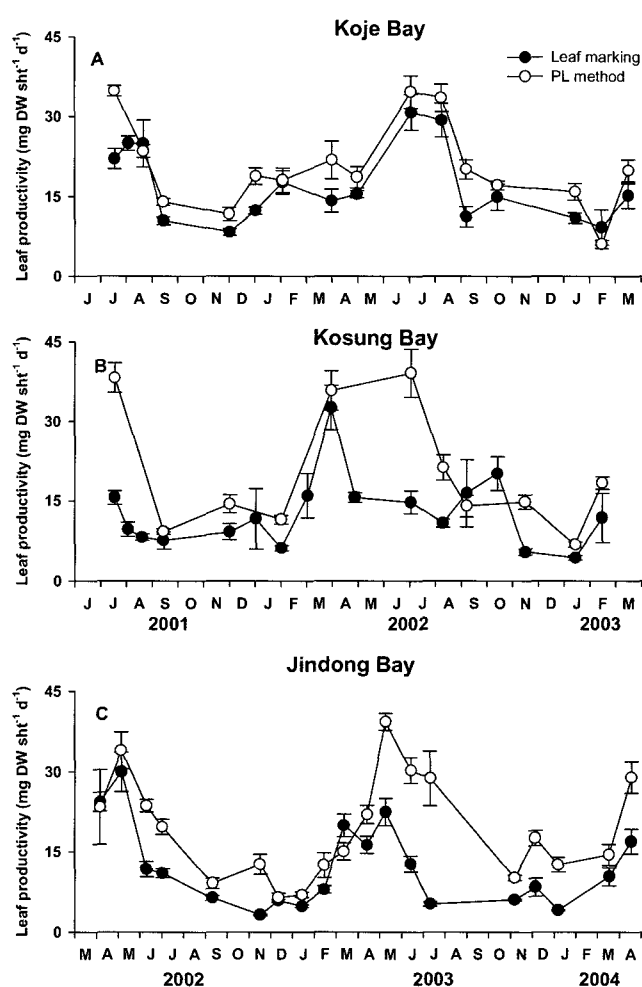 Koje Bay
A
Leaf marking
PL method
Leaf productivity (mg DW sht⁻¹ d⁻¹)
45
30
15
0
J J A S O N D J F M A M J J A S O N D J F M
Kosung Bay
B
Leaf productivity (mg DW sht⁻¹ d⁻¹)
45
30
15
0
J J A S O N D J F M A M J J A S O N D J F M
2001 2002 2003
Jindong Bay
C
Leaf productivity (mg DW sht⁻¹ d⁻¹)
45
30
15
0
M A M J J A S O N D J F M A M J J A S O N D J F M A
2002 2003 2004